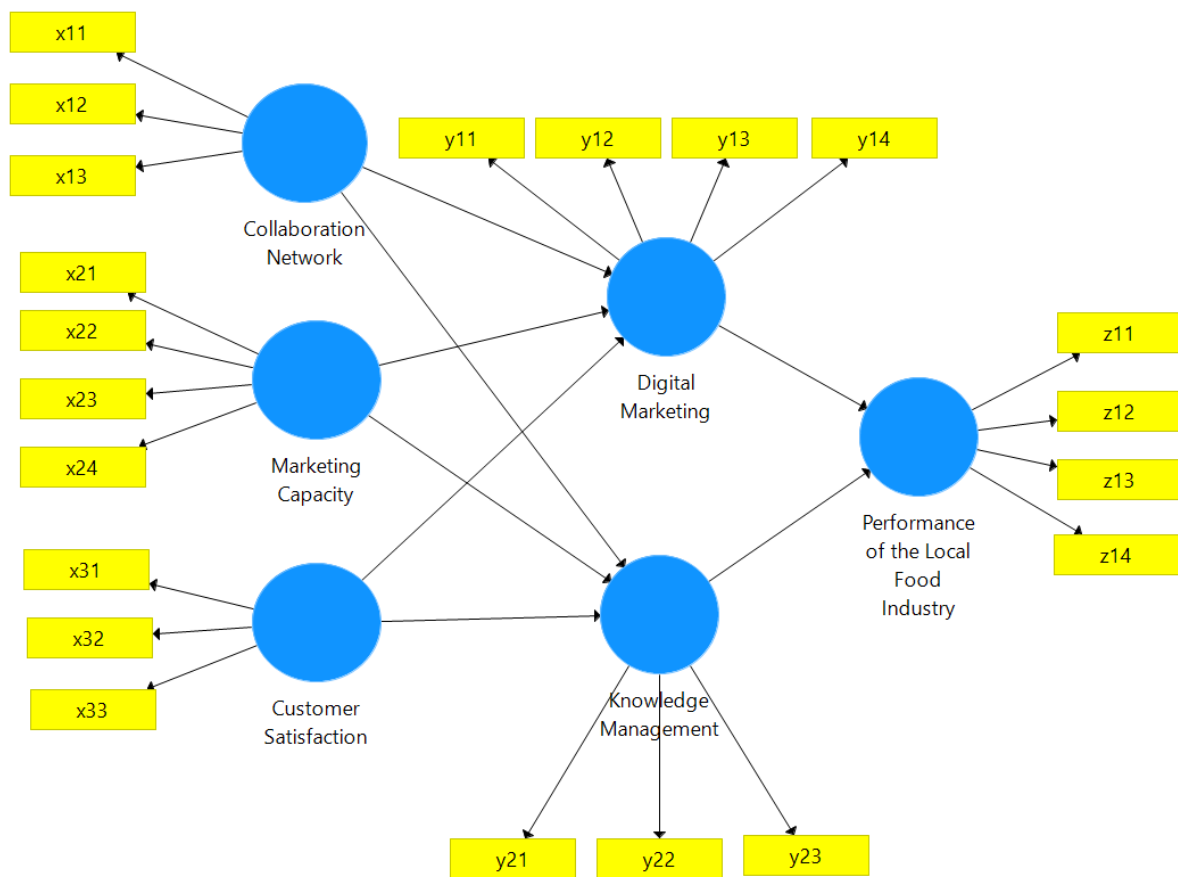 x11
x12
x13
Collaboration
Network
x21
x22
x23
x24
Marketing
Capacity
x31
x32
x33
Customer
Satisfaction
y11
y12
y13
y14
Digital
Marketing
Knowledge
Management
y21
y22
y23
Performance
of the Local
Food
Industry
z11
z12
z13
z14